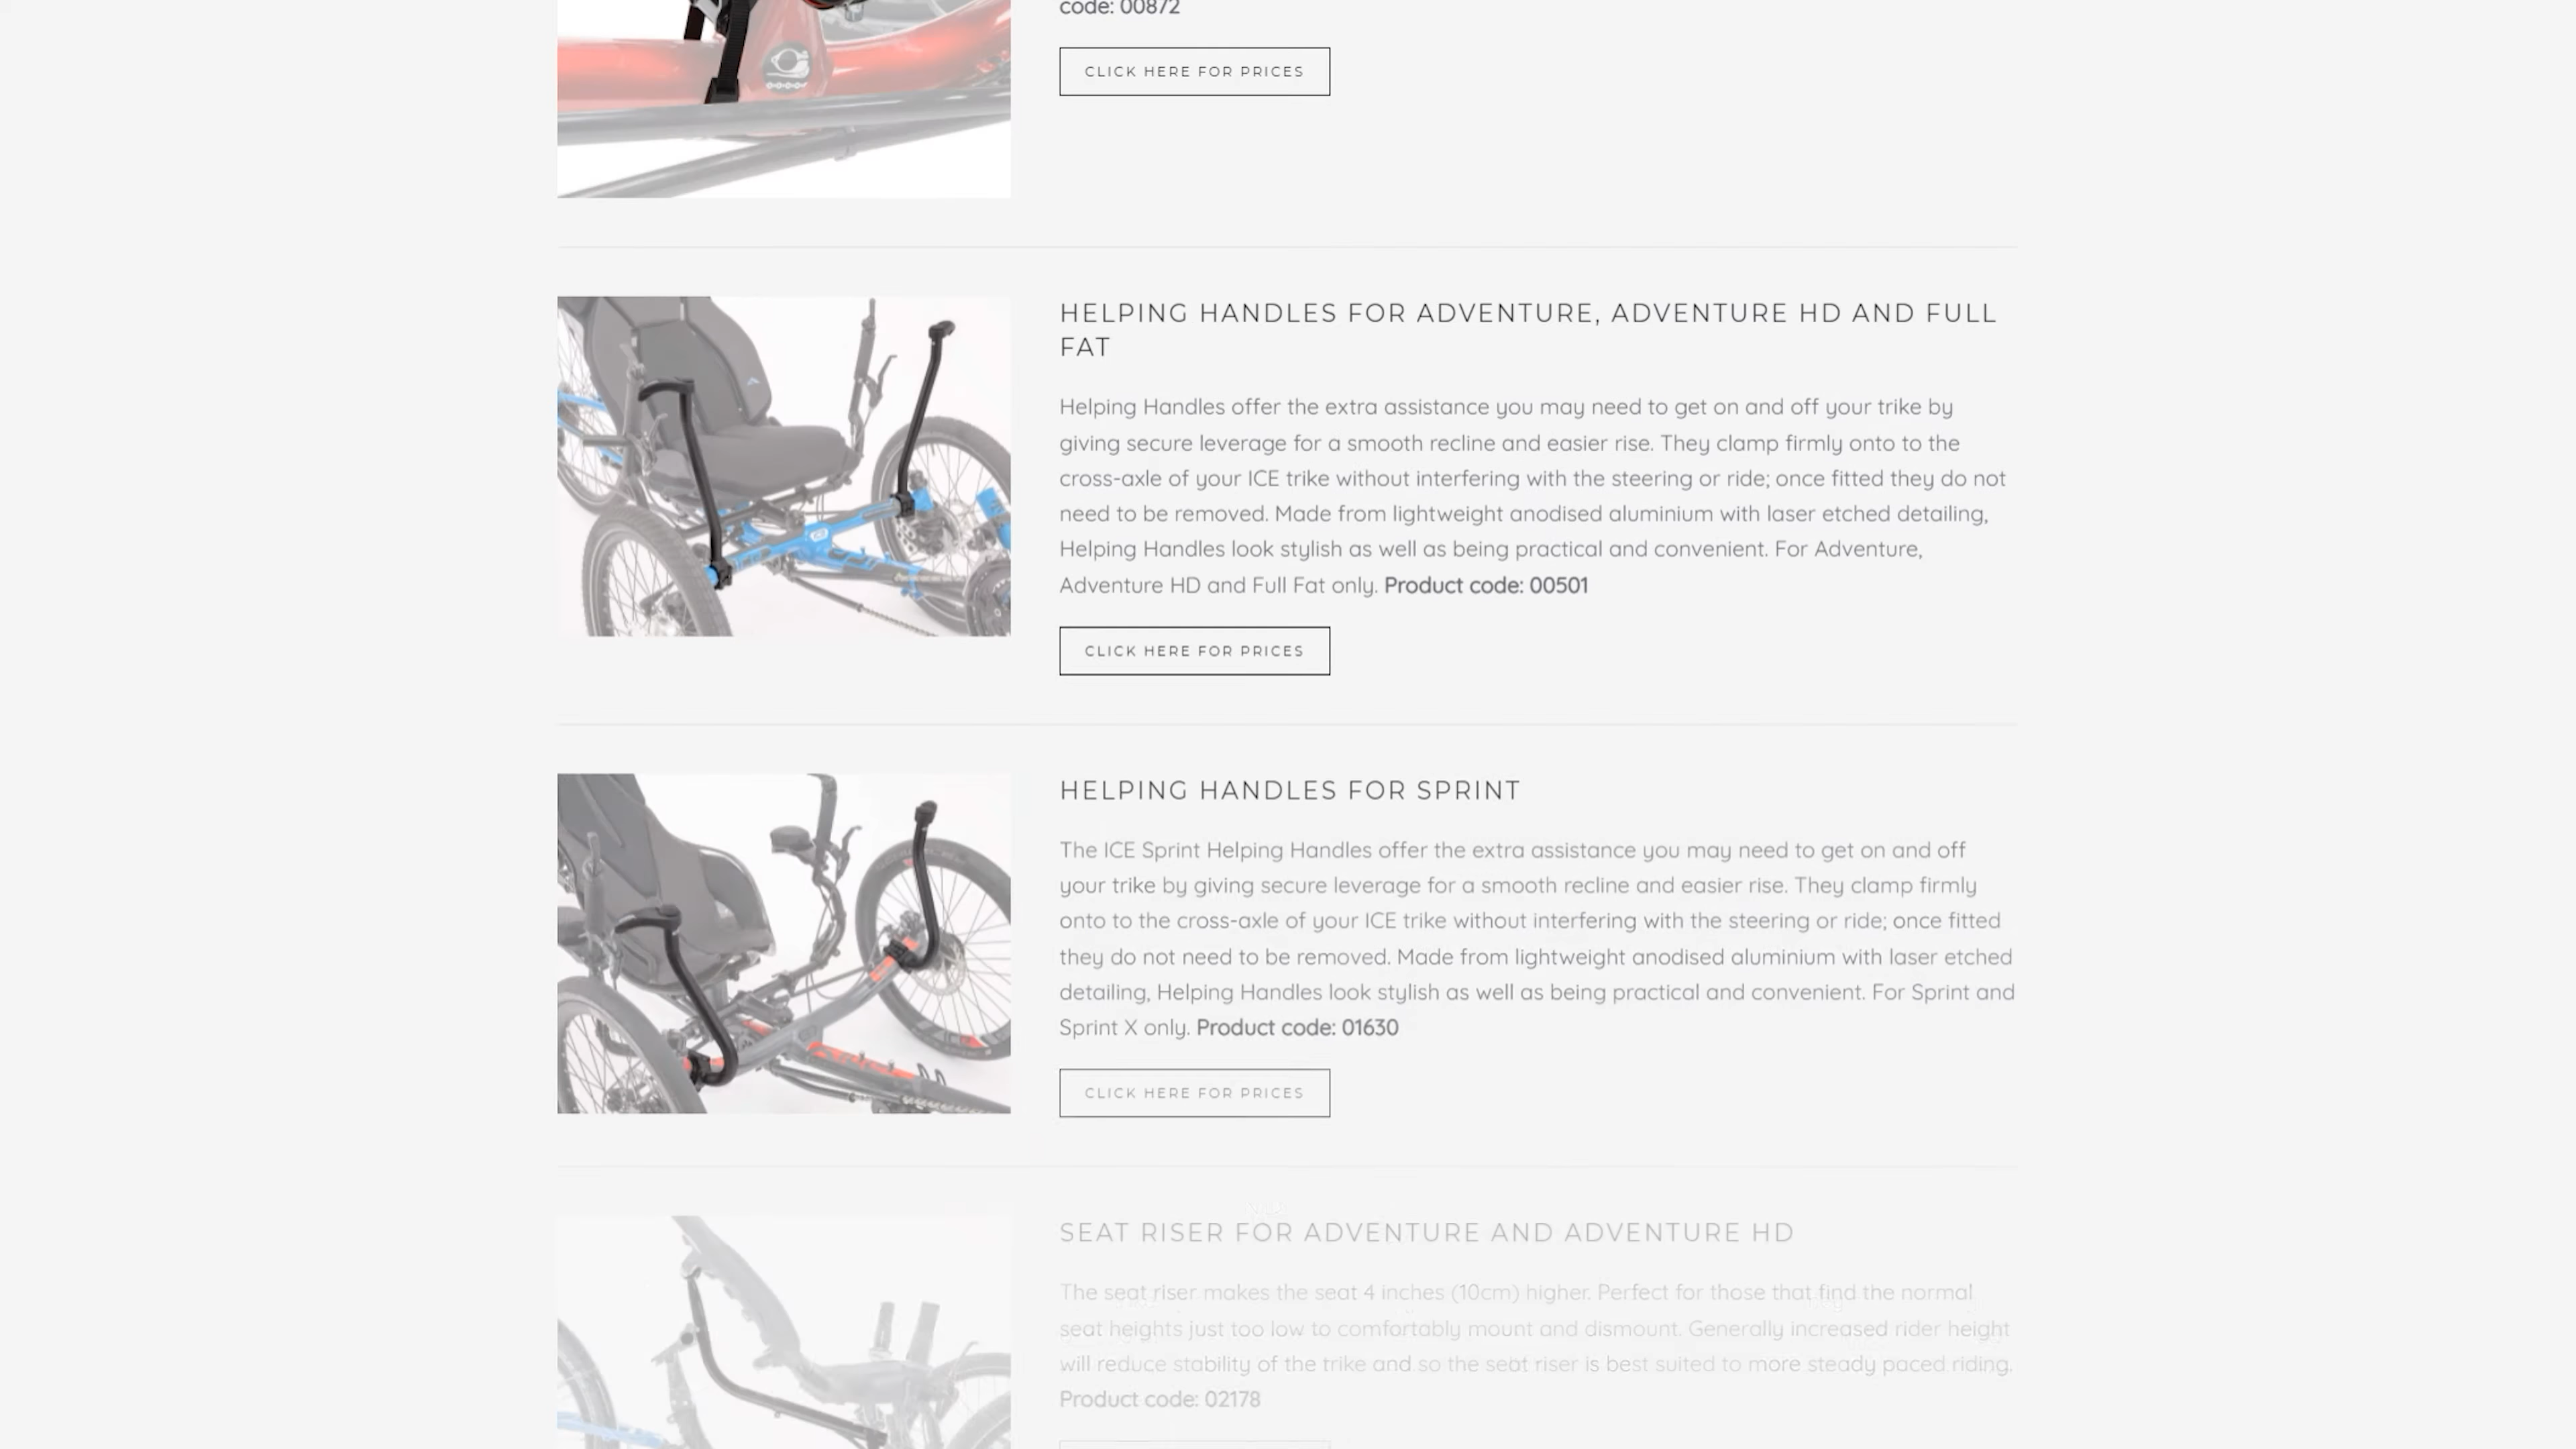 code: 00872
CLICK HERE FOR PRICES
HELPING HANDLES FOR ADVENTURE, ADVENTURE HD AND FULL
FAT
Helping Handles offer the extra assistance you may need to get on and off your trike by
giving secure leverage for a smooth recline and easier rise. They clamp firmly onto to the
cross-axle of your ICE trike without interfering with the steering or ride; once fitted they do not
need to be removed. Made from lightweight anodised aluminium with laser etched detailing,
Helping Handles look stylish as well as being practical and convenient. For Adventure,
Adventure HD and Full Fat only. Product code: 00501
CLICK HERE FOR PRICES
HELPING HANDLES FOR SPRINT
The ICE Sprint Helping Handles offer the extra assistance you may need to get on and off
your trike by giving secure leverage for a smooth recline and easier rise. They clamp firmly
onto to the cross-axle of your ICE trike without interfering with the steering or ride; once fitted
they do not need to be removed. Made from lightweight anodised aluminium with laser etched
detailing, Helping Handles look stylish as well as being practical and convenient. For Sprint and
Sprint X only. Product code: 01630
CLICK HERE FOR PRICES
SEAT RISER FOR ADVENTURE AND ADVENTURE HD
The seat riser makes the seat 4 inches (10cm) higher. Perfect for those that find the normal
seat heights just too low to comfortably mount and dismount. Generally increased rider height
will reduce stability of the trike and so the seat riser is best suited to more steady paced riding.
Product code: 02178